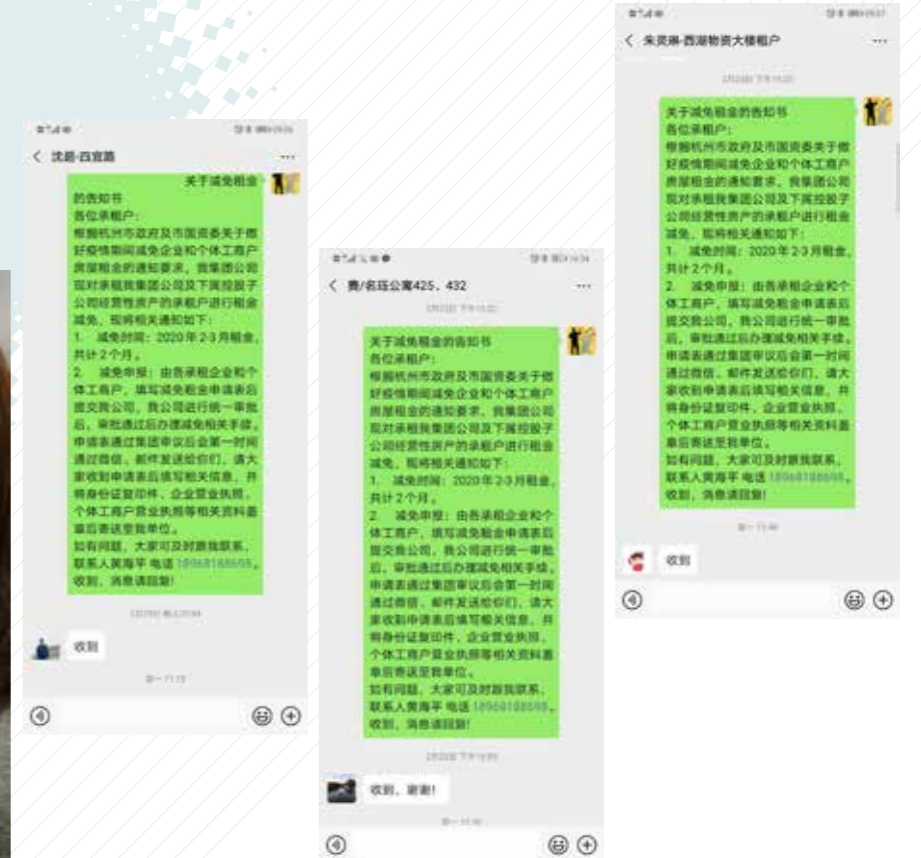 沈超-四宜路
关于减免租金
的告知书
各位承租户：
根据杭州市政府及市国资委关于做
好疫情期间减免企业和个体工商户
房屋租金的通知要求，我集团公司
现对承租我集团公司及下属控股子
公司经营性房产的承租户进行租金
减免，现将相关通知如下：
1. 减免时间：2020年2-3月租金，
共计2个月。
2. 减免申报：由各承租企业和个
体工商户，填写减免租金申请表后
提交我公司，我公司进行统一审批
后，审批通过后办理减免相关手续。
申请表通过集团审议后会第一时间
通过微信、邮件发送给你们，请大
家收到申请表后填写相关信息，并
将身份证复印件，企业营业执照，
个体工商户营业执照等相关资料盖
章后寄送至我单位。
如有问题，大家可及时跟我联系，
联系人黄海平 电话 18968188698。
收到，消息请回复！
收到
费/名珏公寓425、432
关于减免租金的告知书
各位承租户：
根据杭州市政府及市国资委关于做
好疫情期间减免企业和个体工商户
房屋租金的通知要求，我集团公司
现对承租我集团公司及下属控股子
公司经营性房产的承租户进行租金
减免，现将相关通知如下：
1. 减免时间：2020年2-3月租金，
共计2个月。
2. 减免申报：由各承租企业和个
体工商户，填写减免租金申请表后
提交我公司，我公司进行统一审批
后，审批通过后办理减免相关手续。
申请表通过集团审议后会第一时间
通过微信、邮件发送给你们，请大
家收到申请表后填写相关信息，并
将身份证复印件，企业营业执照，
个体工商户营业执照等相关资料盖
章后寄送至我单位。
如有问题，大家可及时跟我联系，
联系人黄海平 电话 18968188698。
收到，消息请回复！
收到，谢谢！
朱灵琳-西湖物资大楼租户
关于减免租金的告知书
各位承租户：
根据杭州市政府及市国资委关于做
好疫情期间减免企业和个体工商户
房屋租金的通知要求，我集团公司
现对承租我集团公司及下属控股子
公司经营性房产的承租户进行租金
减免，现将相关通知如下：
1. 减免时间：2020年2-3月租金，
共计2个月。
2. 减免申报：由各承租企业和个
体工商户，填写减免租金申请表后
提交我公司，我公司进行统一审批
后，审批通过后办理减免相关手续。
申请表通过集团审议后会第一时间
通过微信、邮件发送给你们，请大
家收到申请表后填写相关信息，并
将身份证复印件，企业营业执照，
个体工商户营业执照等相关资料盖
章后寄送至我单位。
如有问题，大家可及时跟我联系，
联系人黄海平 电话 18968188698。
收到，消息请回复！
收到